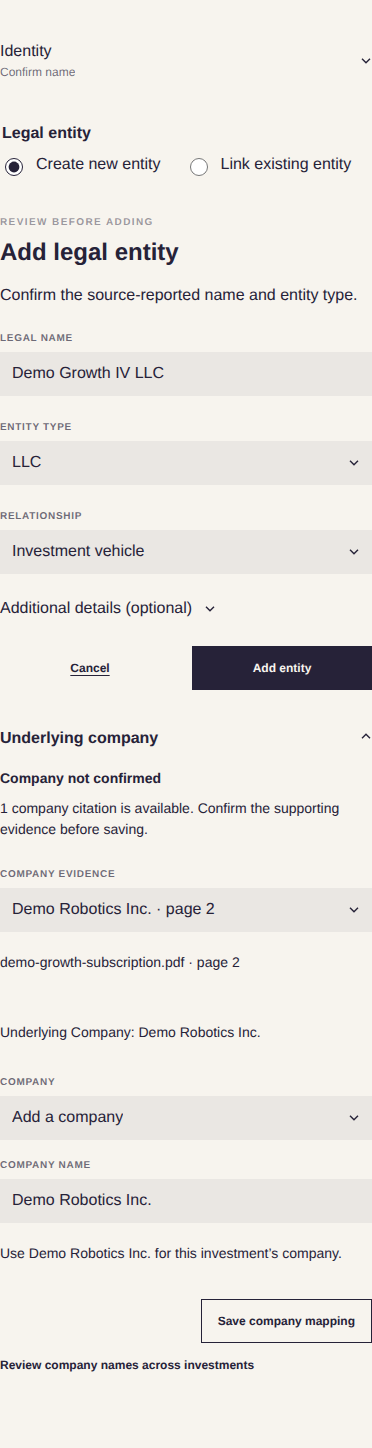 Identity
Confirm name
Legal entity
Create new entity
Link existing entity
REVIEW BEFORE ADDING
Add legal entity
Confirm the source-reported name and entity type.
LEGAL NAME
Demo Growth IV LLC
ENTITY TYPE
LLC
RELATIONSHIP
Investment vehicle
Additional details (optional)
Cancel
Add entity
Underlying company
Company not confirmed
1 company citation is available. Confirm the supporting
evidence before saving.
COMPANY EVIDENCE
Demo Robotics Inc. · page 2
demo-growth-subscription.pdf · page 2
Underlying Company: Demo Robotics Inc.
COMPANY
Add a company
COMPANY NAME
Demo Robotics Inc.
Use Demo Robotics Inc. for this investment’s company.
Save company mapping
Review company names across investments